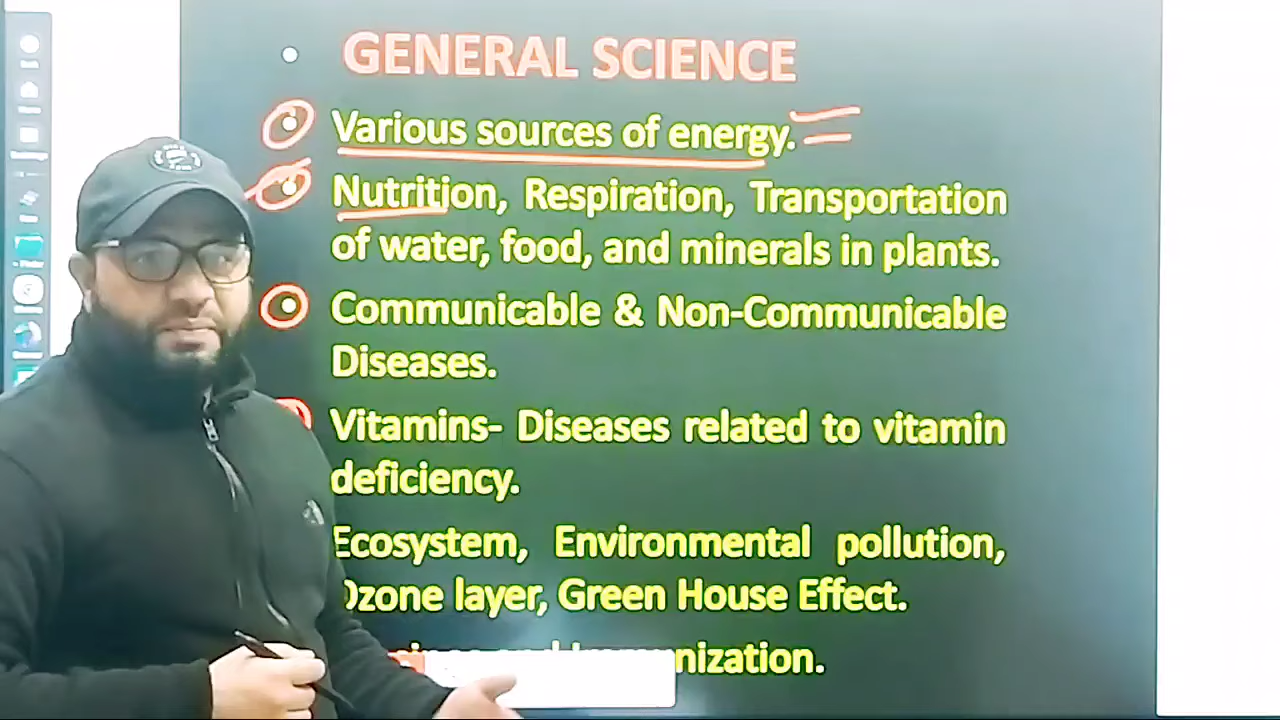 GENERAL SCIENCE
Various sources of energy.
Nutrition, Respiration, Transportation
of water, food, and minerals in plants.
Communicable & Non-Communicable
Diseases.
Vitamins- Diseases related to vitamin
deficiency.
Ecosystem, Environmental pollution,
Ozone layer, Green House Effect.